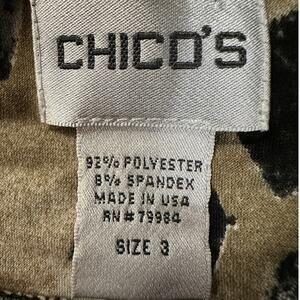 CHICO'S
92% POLYESTER
8% SPANDEX
MADE IN USA
RN#79984
SIZE 3